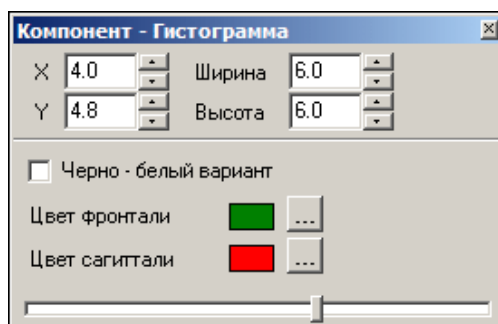 Компонент - Гистограмма
X 4.0 Ширина 6.0
Y 4.8 Высота 6.0
Черно - белый вариант
Цвет фронтали ...
Цвет сагиттали ...